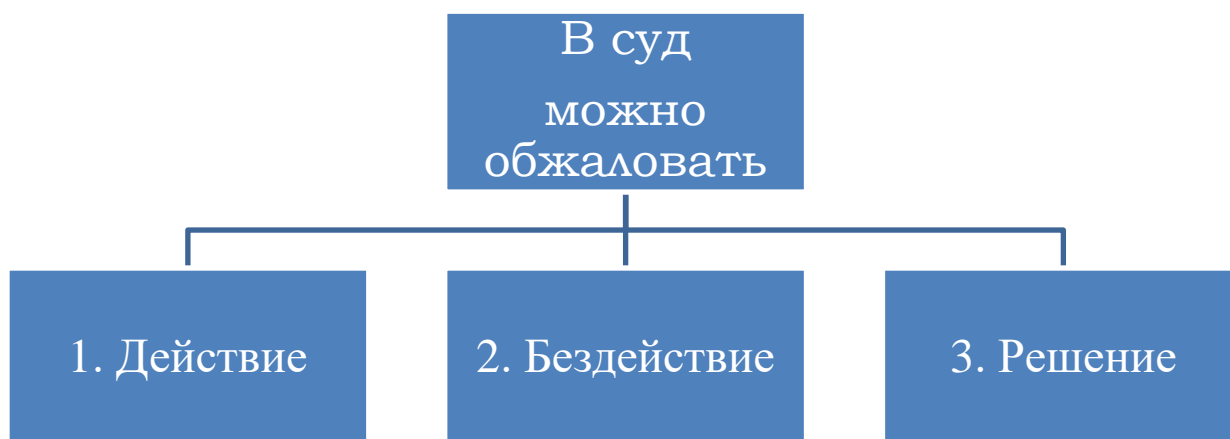 В суд
можно
обжаловать
1. Действие
2. Бездействие
3. Решение